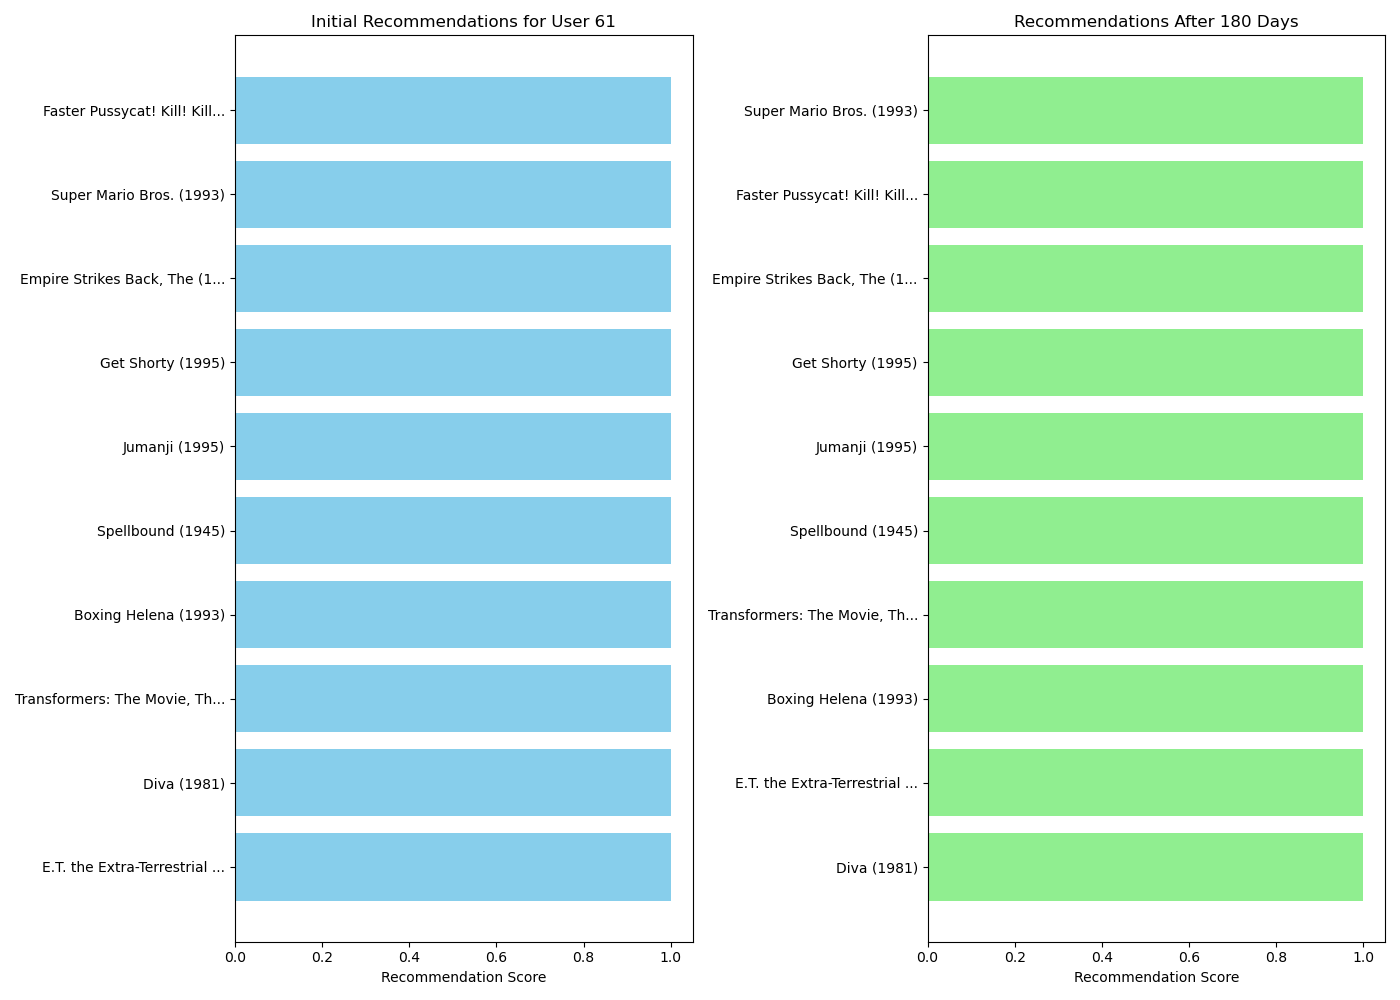 Initial Recommendations for User 61
Faster Pussycat! Kill! Kill...
Super Mario Bros. (1993)
Empire Strikes Back, The (1...
Get Shorty (1995)
Jumanji (1995)
Spellbound (1945)
Boxing Helena (1993)
Transformers: The Movie, Th...
Diva (1981)
E.T. the Extra-Terrestrial ...
0.0 0.2 0.4 0.6 0.8 1.0
Recommendation Score
Recommendations After 180 Days
Super Mario Bros. (1993)
Faster Pussycat! Kill! Kill...
Empire Strikes Back, The (1...
Get Shorty (1995)
Jumanji (1995)
Spellbound (1945)
Transformers: The Movie, Th...
Boxing Helena (1993)
E.T. the Extra-Terrestrial ...
Diva (1981)
0.0 0.2 0.4 0.6 0.8 1.0
Recommendation Score